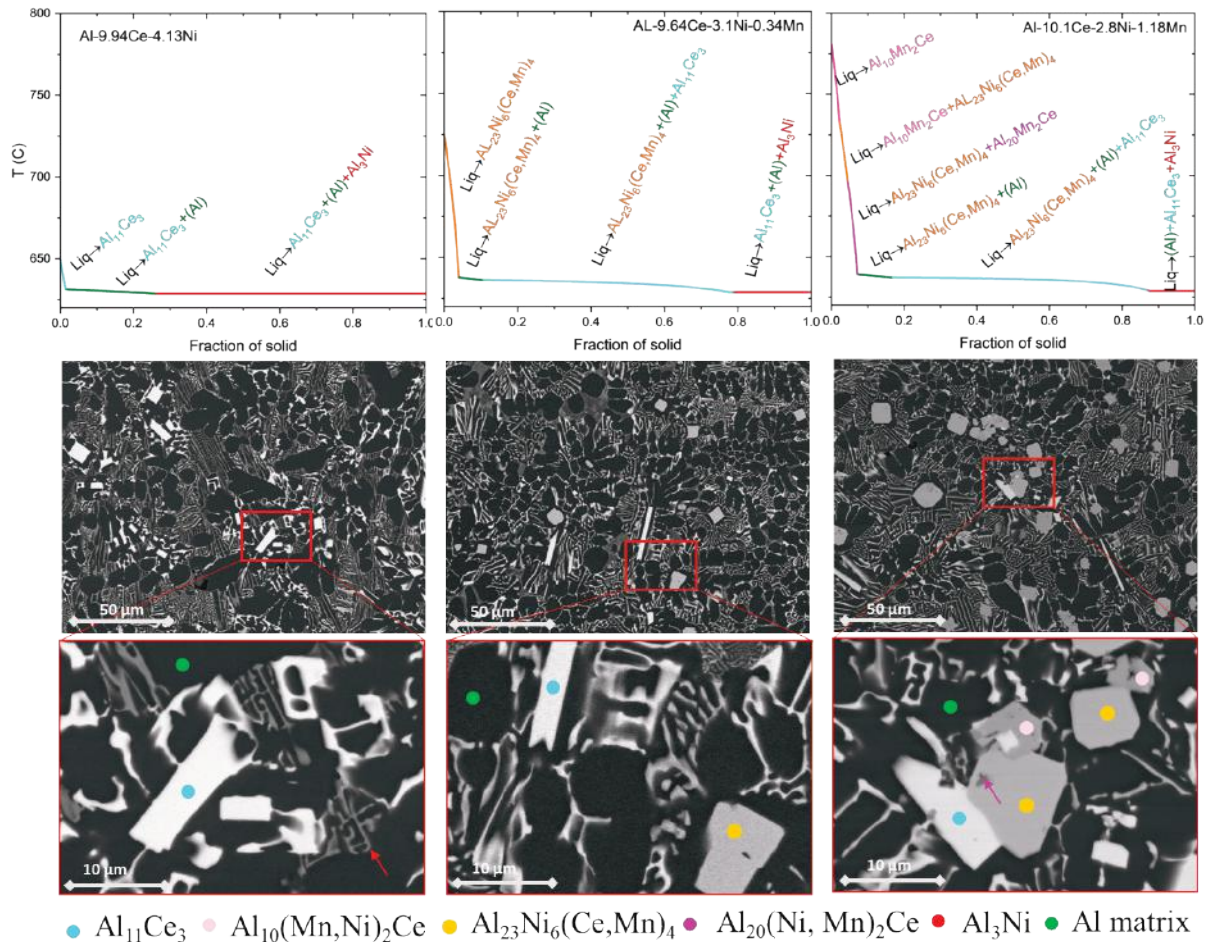 800
750
700
650
T (C)
Al-9.94Ce-4.13Ni
Liq→Al₁₁Ce₃
Liq→Al₁₁Ce₃+(Al)
Liq→Al₁₁Ce₃+(Al)+Al₃Ni
0.0 0.2 0.4 0.6 0.8 1.0
Fraction of solid
AL-9.64Ce-3.1Ni-0.34Mn
Liq→AL₂₃Ni₆(Ce,Mn)₄
Liq→AL₂₃Ni₆(Ce,Mn)₄+(Al)
Liq→AL₂₃Ni₆(Ce,Mn)₄+(Al)+Al₁₁Ce₃
Liq→Al₁₁Ce₃+(Al)+Al₃Ni
0.0 0.2 0.4 0.6 0.8 1.0
Fraction of solid
Al-10.1Ce-2.8Ni-1.18Mn
Liq→Al₁₀Mn₂Ce
Liq→Al₁₀Mn₂Ce+AL₂₃Ni₆(Ce,Mn)₄
Liq→Al₂₃Ni₆(Ce,Mn)₄+Al₂₀Mn₂Ce
Liq→Al₂₃Ni₆(Ce,Mn)₄+(Al)
Liq→Al₂₃Ni₆(Ce,Mn)₄+(Al)+Al₁₁Ce₃
Liq→(Al)+Al₁₁Ce₃+Al₃Ni
0.0 0.2 0.4 0.6 0.8 1.0
Fraction of solid
50 µm
50 µm
50 µm
10 µm
10 µm
10 µm
Al₁₁Ce₃ Al₁₀(Mn,Ni)₂Ce Al₂₃Ni₆(Ce,Mn)₄ Al₂₀(Ni, Mn)₂Ce Al₃Ni Al matrix